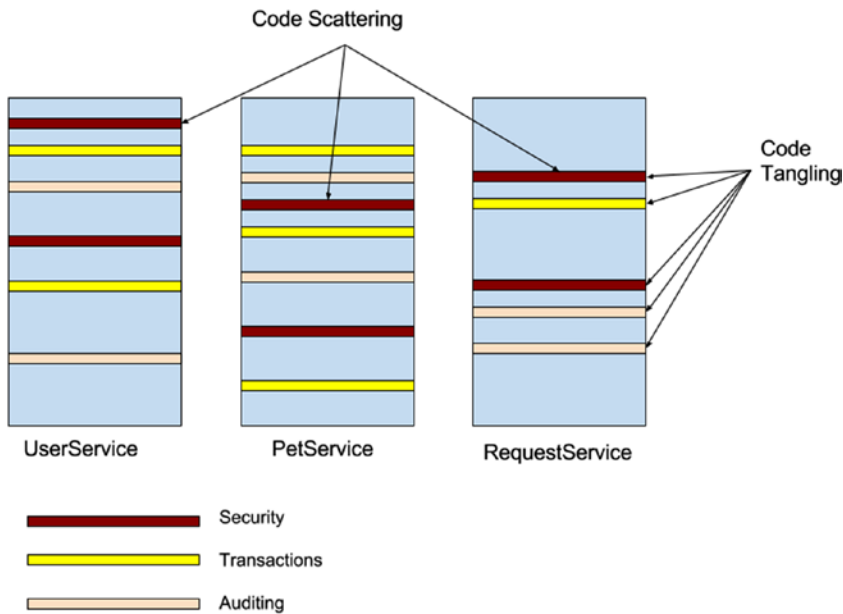 Code Scattering
Code
Tangling
UserService
PetService
RequestService
Security
Transactions
Auditing